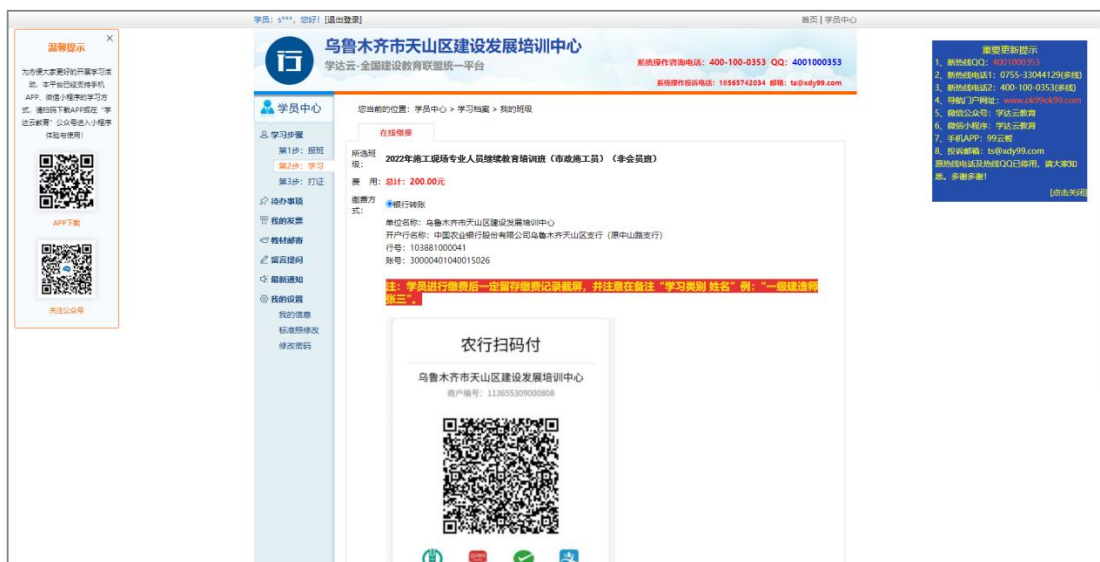 学员：s***，您好！[退出登录]
首页 | 学员中心
温馨提示
×
为方便大家更好的开展学习活
动，本平台已经支持手机
APP、微信小程序的学习方
式，请扫码下载APP或在“学
达云教育”公众号进入小程序
体验与使用！
APP下载
关注公众号
行
乌鲁木齐市天山区建设发展培训中心
学达云-全国建设教育联盟统一平台
系统操作咨询电话：400-100-0353 QQ：4001000353
系统操作投诉电话：18565742034 邮箱：ts@xdy99.com
重要更新提示
1、新热线QQ：4001000353
2、新热线电话1：0755-33044129(多线)
3、新热线电话2：400-100-0353(多线)
4、导航门户网址：www.ok99ok99.com
5、微信公众号：学达云教育
6、微信小程序：学达云教育
7、手机APP：99云教
8、投诉邮箱：ts@xdy99.com
原热线电话及热线QQ已停用，请大家知
悉。多谢多谢！
[点击关闭]
学员中心
学习步骤
第1步：报班
第2步：学习
第3步：打证
待办事项
我的发票
教材邮寄
留言提问
最新通知
我的设置
我的信息
标准照修改
修改密码
您当前的位置：学员中心 > 学习档案 > 我的班级
在线缴费
所选班级： 2022年施工现场专业人员继续教育培训班（市政施工员）（非会员班）
费 用：总计：200.00元
缴费方式： 银行转账
单位名称：乌鲁木齐市天山区建设发展培训中心
开户行名称：中国农业银行股份有限公司乌鲁木齐天山区支行（原中山路支行）
行号：103881000041
账号：30000401040015026
注：学员进行缴费后一定留存缴费记录截屏，并注意在备注“学习类别 姓名”例：“一级建造师
张三”。
农行扫码付
乌鲁木齐市天山区建设发展培训中心
商户编号：113655309000808